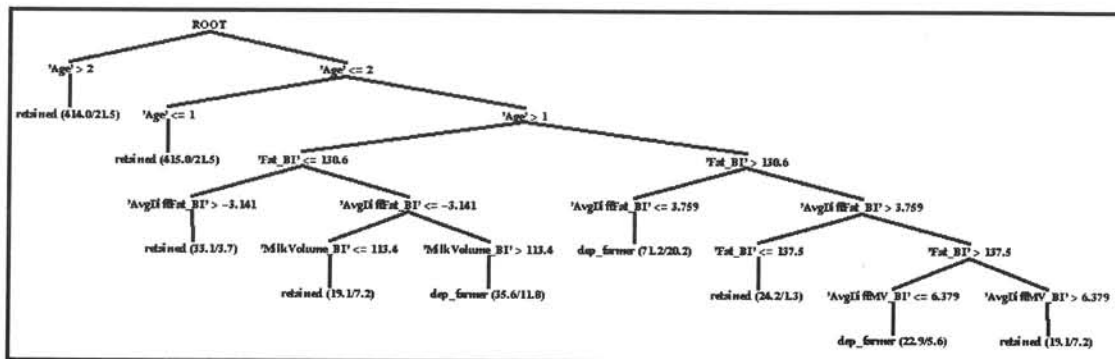 ROOT
'Age' > 2
'Age' <= 2
retained (414.0/21.5)
'Age' <= 1
'Age' > 1
retained (415.0/21.5)
'Fat_BI' <= 130.6
'Fat_BI' > 130.6
'AvgDiffFat_BI' > −3.141
'AvgDiffFat_BI' <= −3.141
'AvgDiffFat_BI' <= 3.759
'AvgDiffFat_BI' > 3.759
retained (33.1/3.7)
'MilkVolume_BI' <= 113.4
'MilkVolume_BI' > 113.4
dep_farmer (71.2/20.2)
'Fat_BI' <= 137.5
'Fat_BI' > 137.5
retained (19.1/7.2)
dep_farmer (35.6/11.8)
retained (24.2/1.3)
'AvgDiffMV_BI' <= 6.379
'AvgDiffMV_BI' > 6.379
dep_farmer (22.9/5.6)
retained (19.1/7.2)